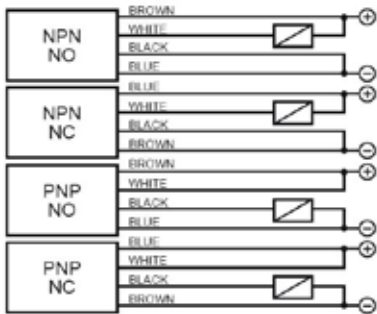 NPN
NO
BROWN
WHITE
BLACK
BLUE
+
−
NPN
NC
BLUE
WHITE
BLACK
BROWN
+
−
PNP
NO
BROWN
WHITE
BLACK
BLUE
+
−
PNP
NC
BLUE
WHITE
BLACK
BROWN
+
−